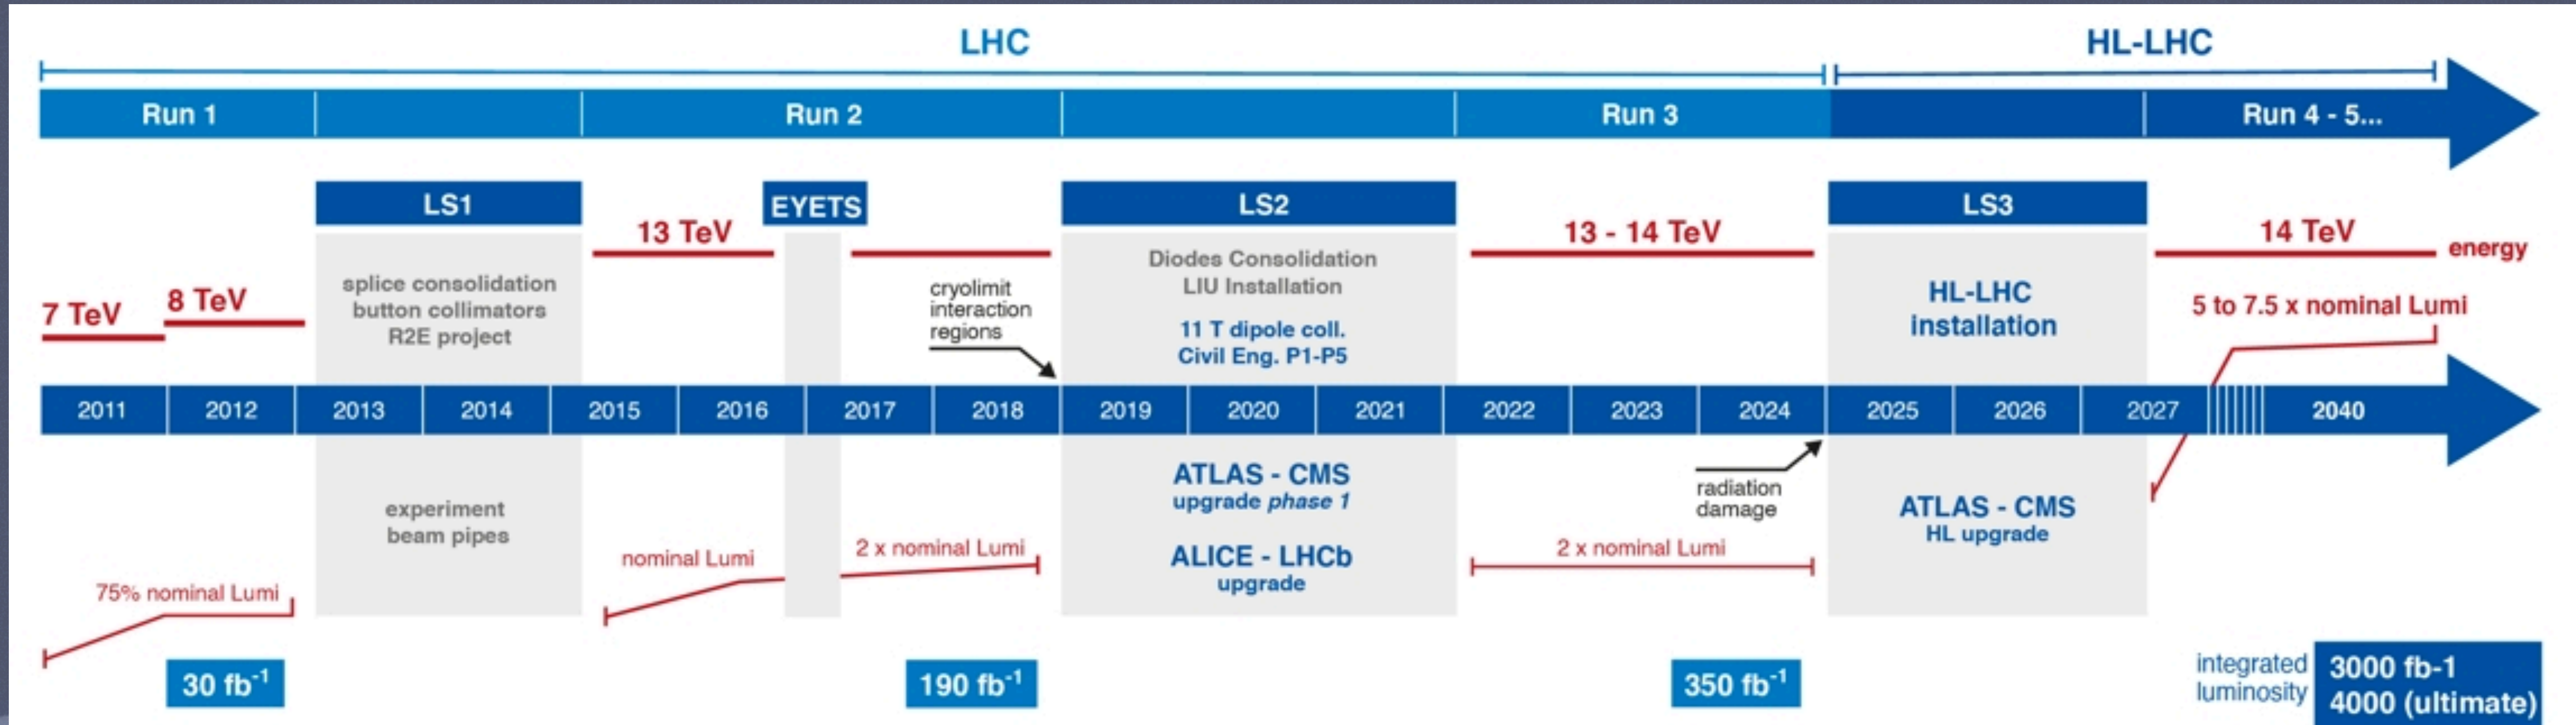 LHC
HL-LHC
Run 1
Run 2
Run 3
Run 4 - 5...
LS1
EYETS
LS2
LS3
7 TeV
8 TeV
13 TeV
13 - 14 TeV
14 TeV
energy
splice consolidation
button collimators
R2E project
cryolimit
interaction
regions
Diodes Consolidation
LIU Installation
11 T dipole coll.
Civil Eng. P1-P5
HL-LHC
installation
5 to 7.5 x nominal Lumi
2011
2012
2013
2014
2015
2016
2017
2018
2019
2020
2021
2022
2023
2024
2025
2026
2027
2040
experiment
beam pipes
ATLAS - CMS
upgrade phase 1
ALICE - LHCb
upgrade
radiation
damage
ATLAS - CMS
HL upgrade
75% nominal Lumi
nominal Lumi
2 x nominal Lumi
2 x nominal Lumi
30 fb⁻¹
190 fb⁻¹
350 fb⁻¹
integrated
luminosity
3000 fb-1
4000 (ultimate)